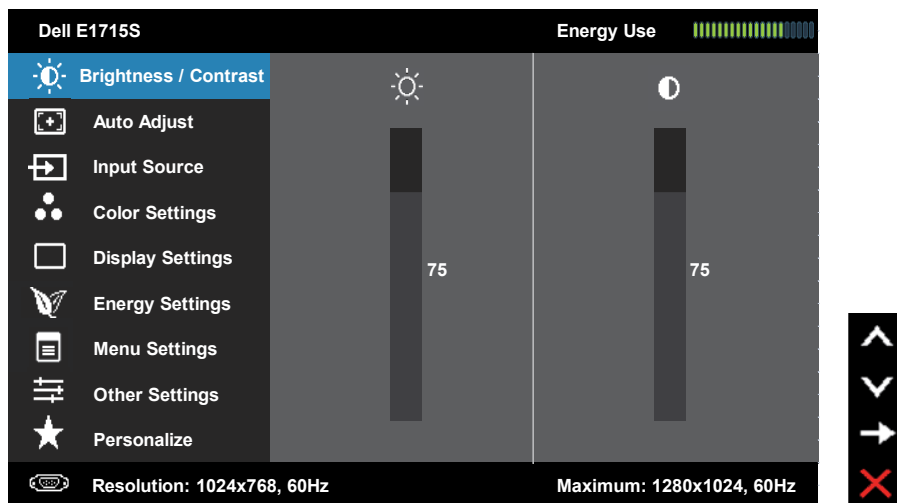 Dell E1715S
Energy Use
Brightness / Contrast
Auto Adjust
Input Source
Color Settings
Display Settings
75
75
Energy Settings
Menu Settings
Other Settings
Personalize
Resolution: 1024x768, 60Hz
Maximum: 1280x1024, 60Hz